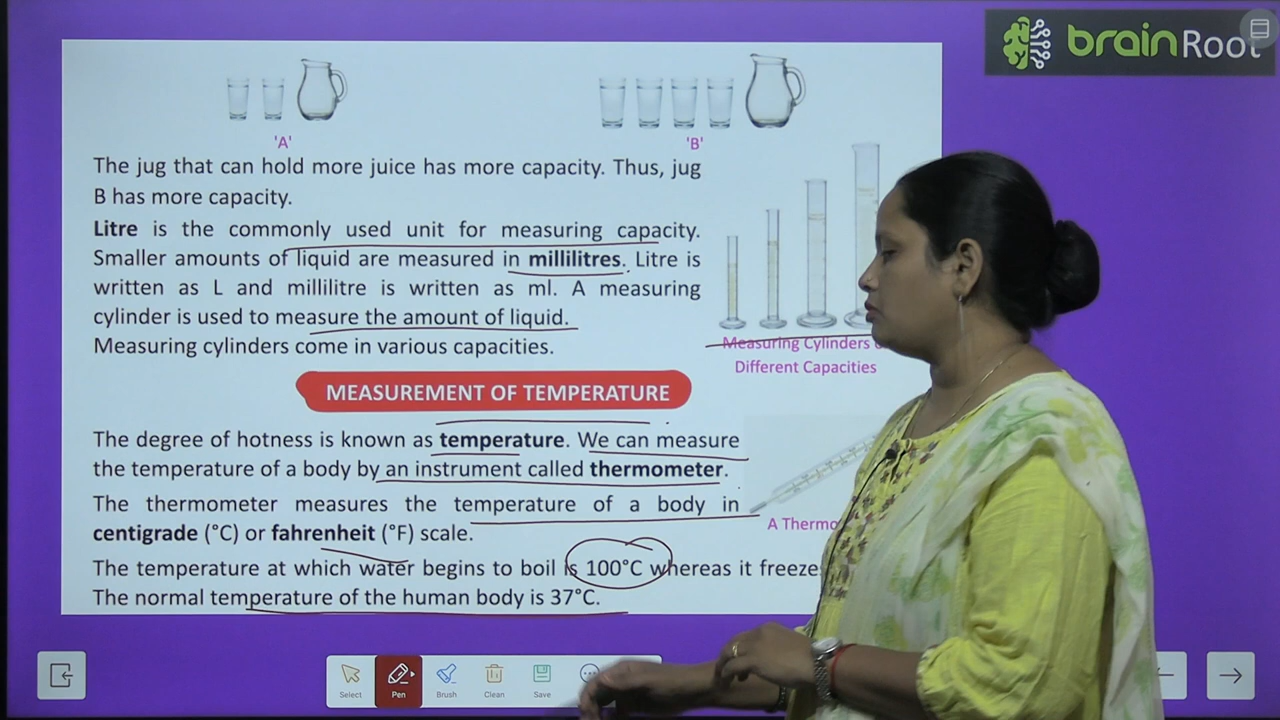 brainRoot
'A'
'B'
The jug that can hold more juice has more capacity. Thus, jug
B has more capacity.
Litre is the commonly used unit for measuring capacity.
Smaller amounts of liquid are measured in millilitres. Litre is
written as L and millilitre is written as ml. A measuring
cylinder is used to measure the amount of liquid.
Measuring cylinders come in various capacities.
Measuring Cylinders
Different Capacities
MEASUREMENT OF TEMPERATURE
The degree of hotness is known as temperature. We can measure
the temperature of a body by an instrument called thermometer.
The thermometer measures the temperature of a body in
centigrade (°C) or fahrenheit (°F) scale.
A Thermo
The temperature at which water begins to boil is 100°C whereas it freeze
The normal temperature of the human body is 37°C.
Select
Pen
Brush
Clean
Save